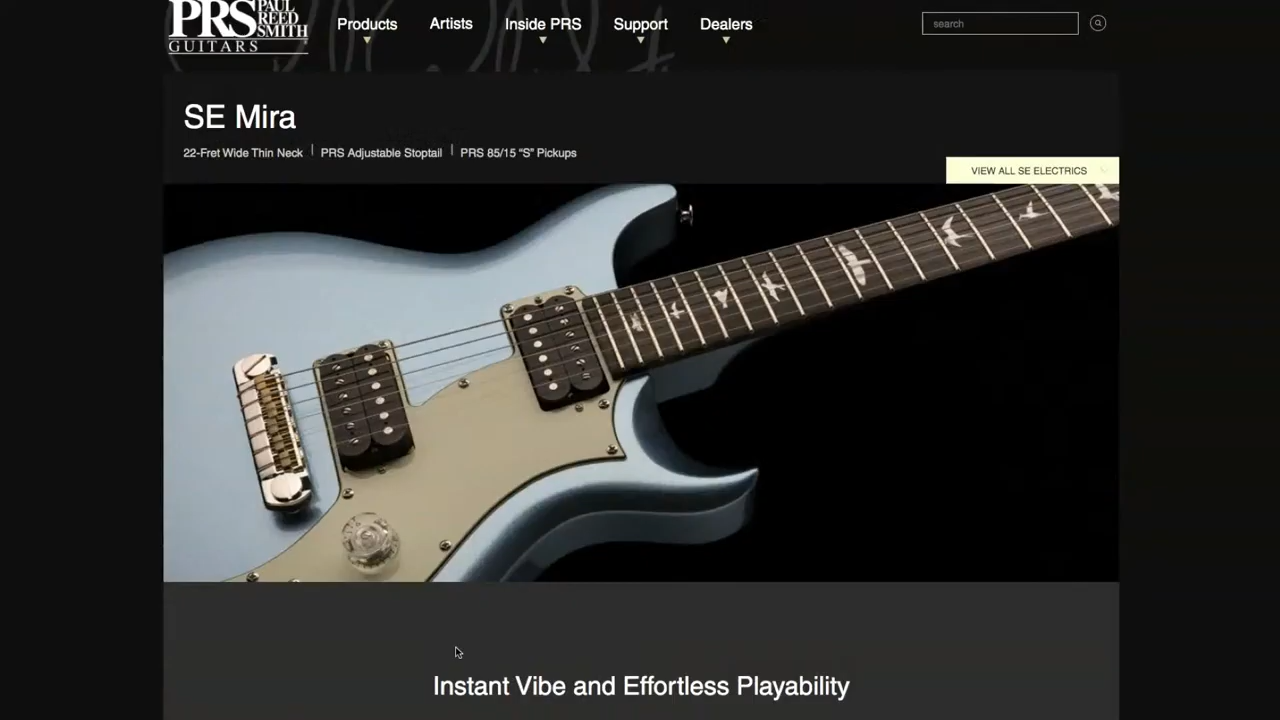 PRS PAUL REED SMITH
GUITARS
Products Artists Inside PRS Support Dealers search
SE Mira
22-Fret Wide Thin Neck PRS Adjustable Stoptail PRS 85/15 “S” Pickups
VIEW ALL SE ELECTRICS
Instant Vibe and Effortless Playability